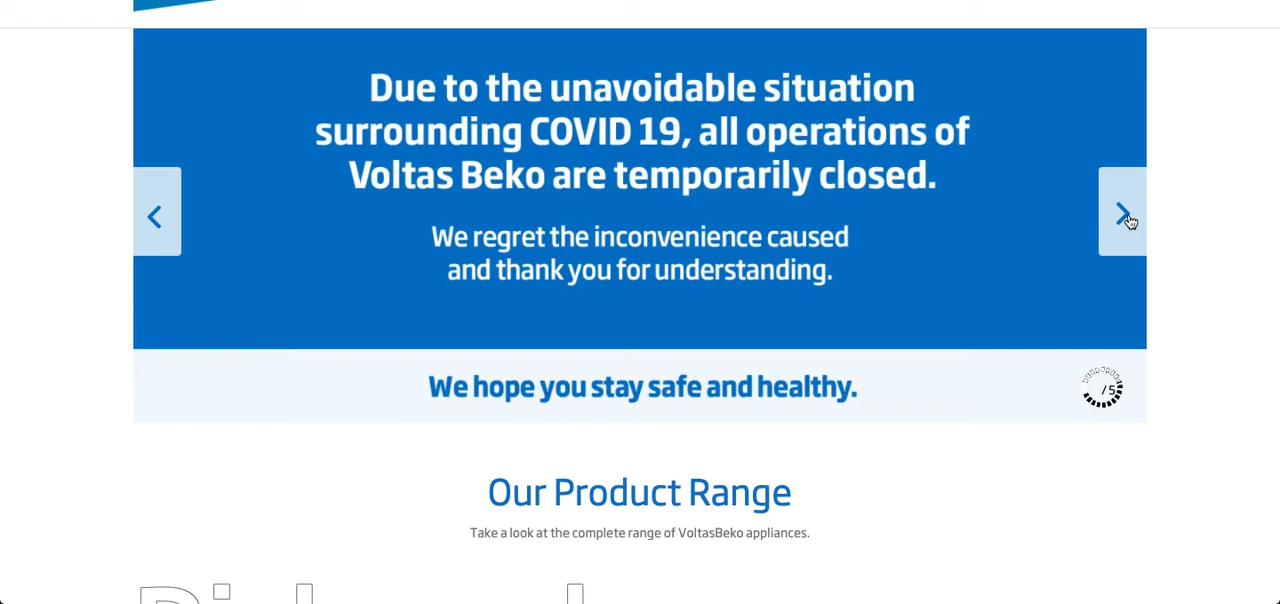 Due to the unavoidable situation
surrounding COVID 19, all operations of
Voltas Beko are temporarily closed.
We regret the inconvenience caused
and thank you for understanding.
We hope you stay safe and healthy.
/ 5
Our Product Range
Take a look at the complete range of VoltasBeko appliances.